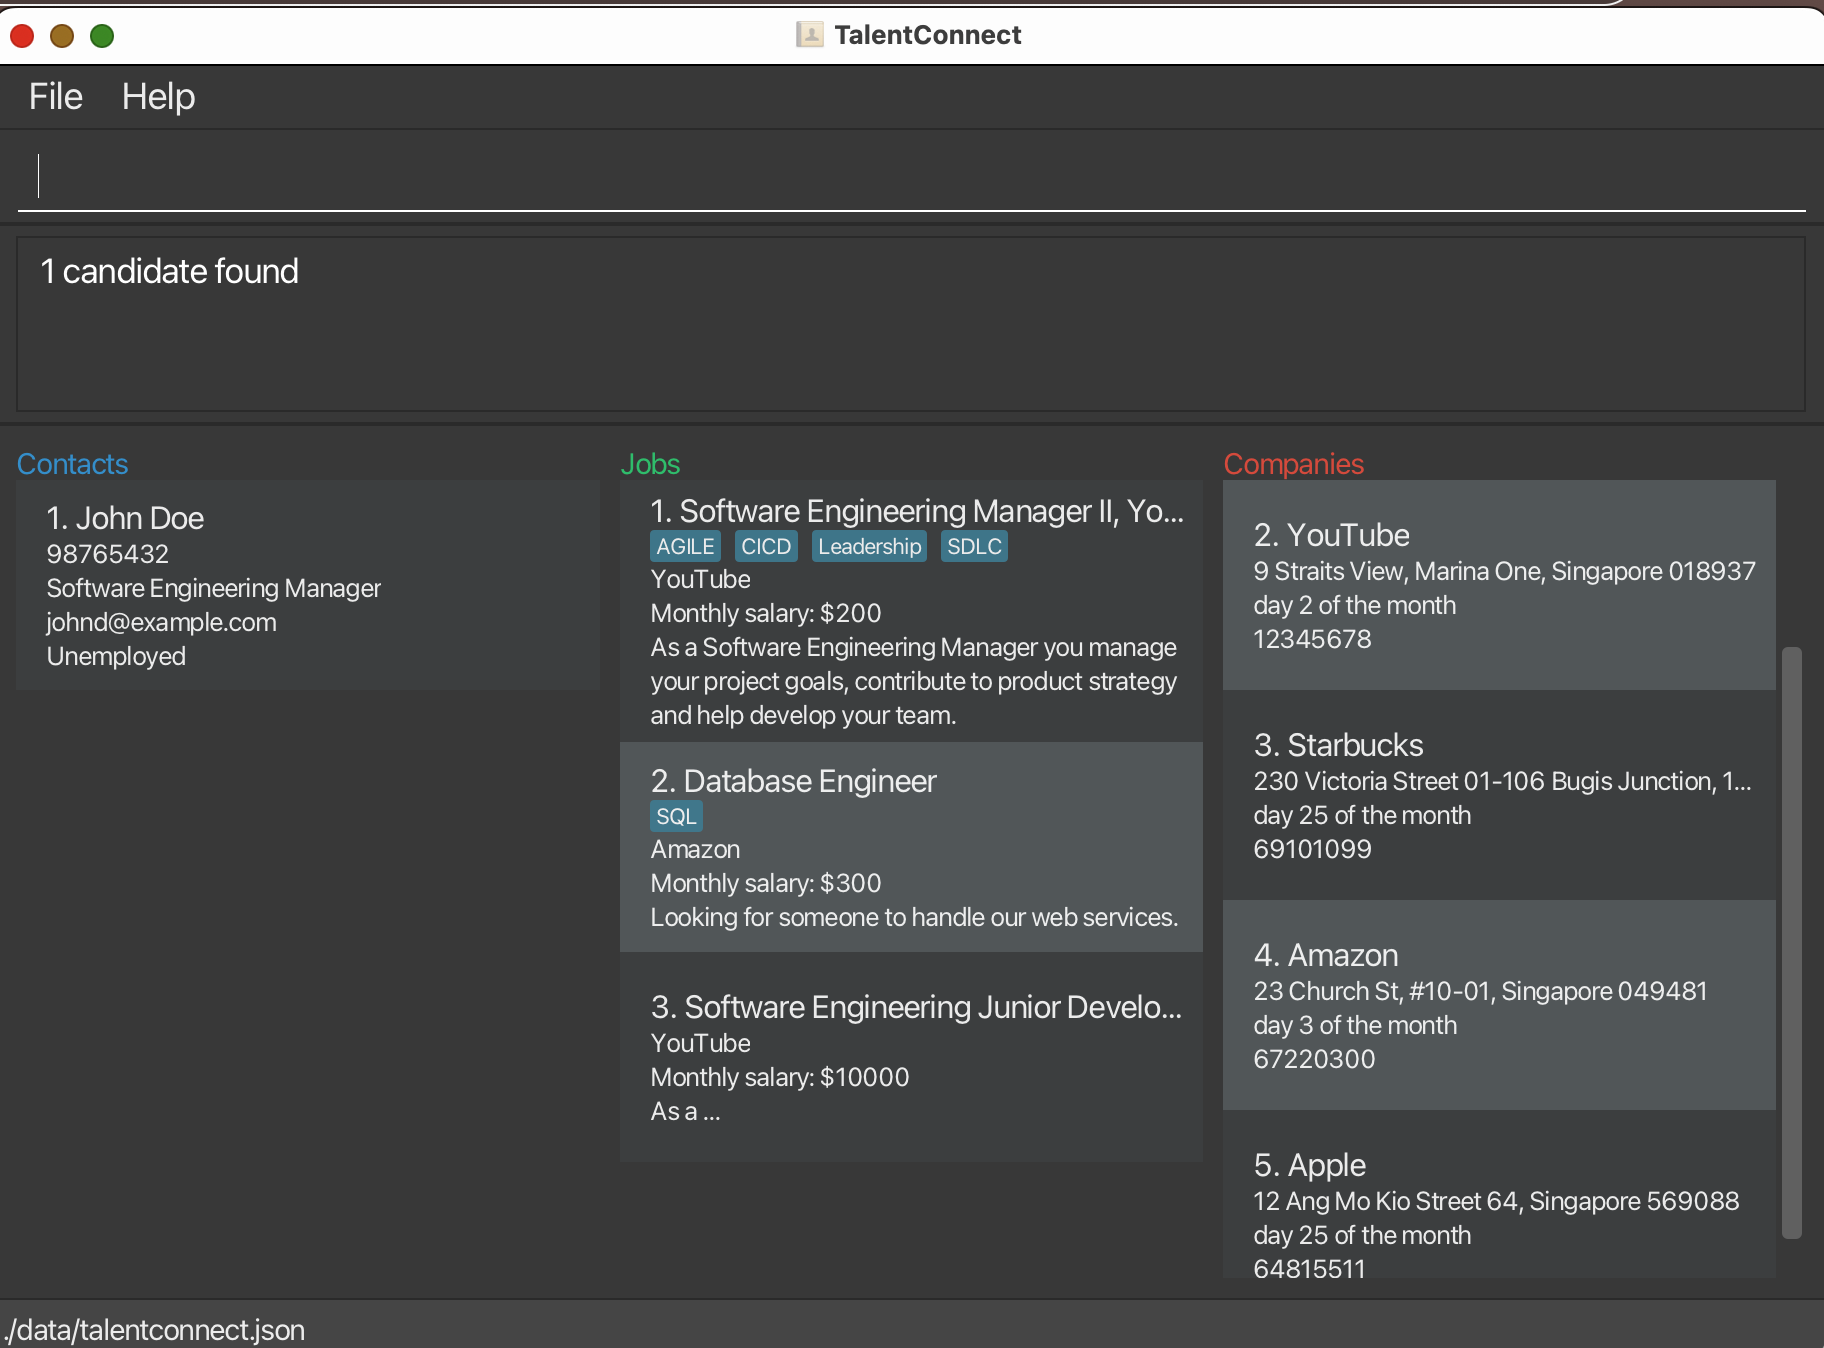 TalentConnect
File Help
1 candidate found
Contacts
1. John Doe
98765432
Software Engineering Manager
johnd@example.com
Unemployed
Jobs
1. Software Engineering Manager II, Yo...
AGILE CICD Leadership SDLC
YouTube
Monthly salary: $200
As a Software Engineering Manager you manage
your project goals, contribute to product strategy
and help develop your team.
2. Database Engineer
SQL
Amazon
Monthly salary: $300
Looking for someone to handle our web services.
3. Software Engineering Junior Develo...
YouTube
Monthly salary: $10000
As a ...
Companies
2. YouTube
9 Straits View, Marina One, Singapore 018937
day 2 of the month
12345678
3. Starbucks
230 Victoria Street 01-106 Bugis Junction, 1...
day 25 of the month
69101099
4. Amazon
23 Church St, #10-01, Singapore 049481
day 3 of the month
67220300
5. Apple
12 Ang Mo Kio Street 64, Singapore 569088
day 25 of the month
64815511
./data/talentconnect.json